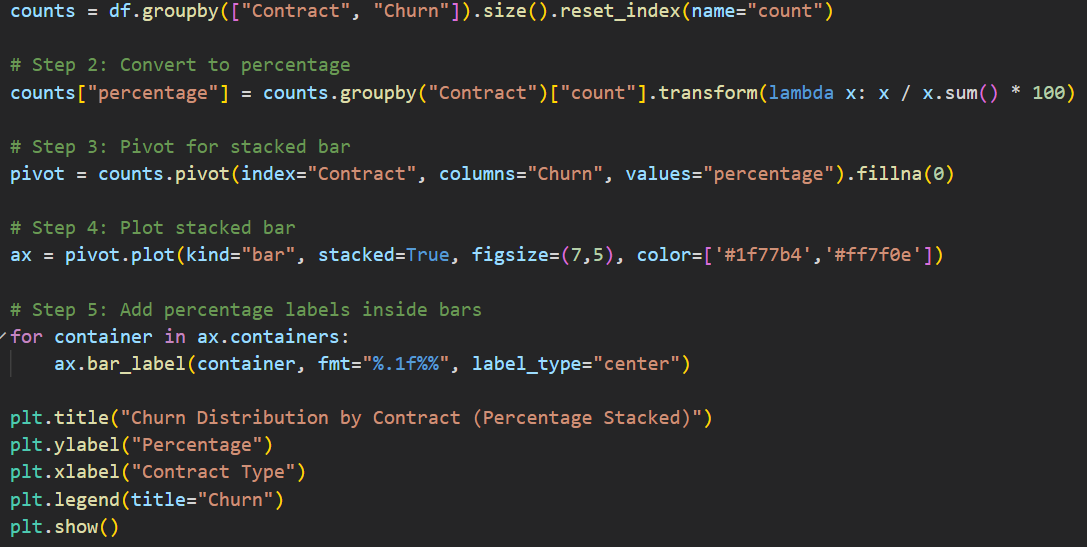 counts = df.groupby(["Contract", "Churn"]).size().reset_index(name="count")
# Step 2: Convert to percentage
counts["percentage"] = counts.groupby("Contract")["count"].transform(lambda x: x / x.sum() * 100)
# Step 3: Pivot for stacked bar
pivot = counts.pivot(index="Contract", columns="Churn", values="percentage").fillna(0)
# Step 4: Plot stacked bar
ax = pivot.plot(kind="bar", stacked=True, figsize=(7,5), color=['#1f77b4','#ff7f0e'])
# Step 5: Add percentage labels inside bars
for container in ax.containers:
    ax.bar_label(container, fmt="%.1f%%", label_type="center")
plt.title("Churn Distribution by Contract (Percentage Stacked)")
plt.ylabel("Percentage")
plt.xlabel("Contract Type")
plt.legend(title="Churn")
plt.show()